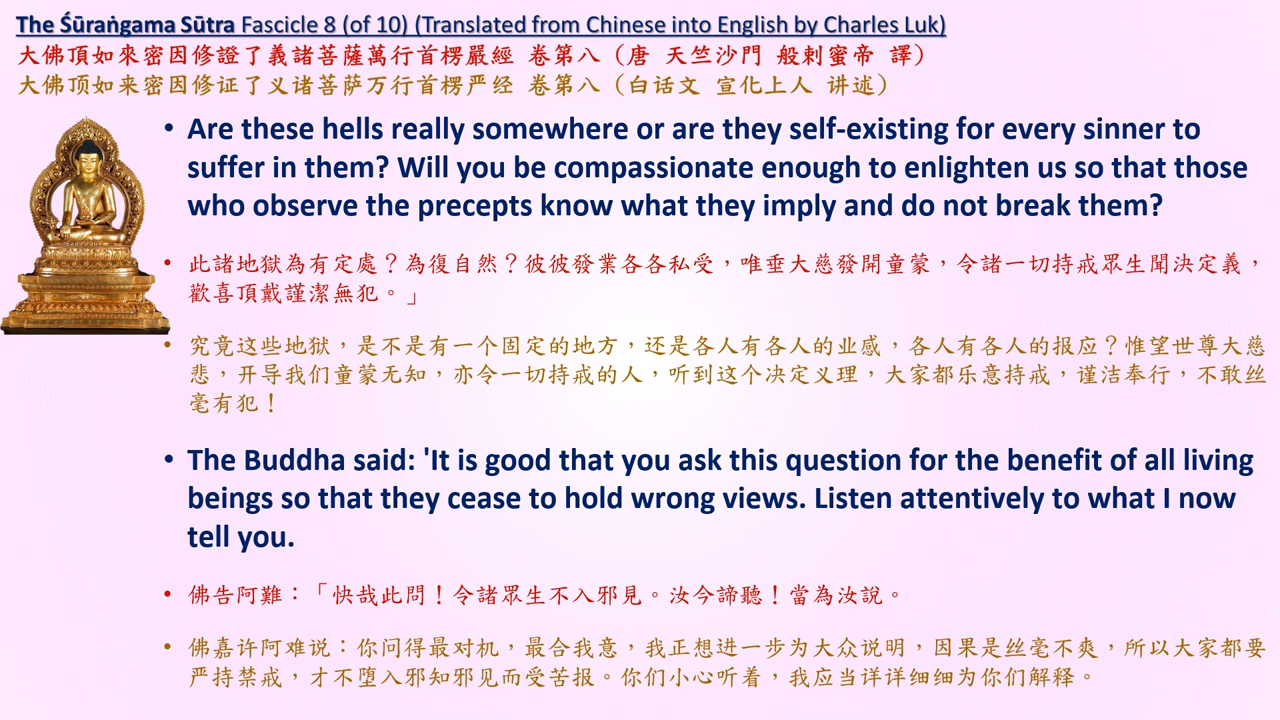 The Śūraṅgama Sūtra Fascicle 8 (of 10) (Translated from Chinese into English by Charles Luk)
大佛頂如來密因修證了義諸菩薩萬行首楞嚴經 卷第八（唐 天竺沙門 般剌蜜帝 譯）
大佛顶如来密因修证了义诸菩萨万行首楞严经 卷第八（白话文 宣化上人 讲述）
• Are these hells really somewhere or are they self-existing for every sinner to
suffer in them? Will you be compassionate enough to enlighten us so that those
who observe the precepts know what they imply and do not break them?
• 此諸地獄為有定處？為復自然？彼彼發業各各私受，唯垂大慈發開童蒙，令諸一切持戒眾生聞決定義，
歡喜頂戴謹潔無犯。」
• 究竟这些地狱，是不是有一个固定的地方，还是各人有各人的业感，各人有各人的报应？惟望世尊大慈
悲，开导我们童蒙无知，亦令一切持戒的人，听到这个决定义理，大家都乐意持戒，谨洁奉行，不敢丝
毫有犯！
• The Buddha said: 'It is good that you ask this question for the benefit of all living
beings so that they cease to hold wrong views. Listen attentively to what I now
tell you.
• 佛告阿難：「快哉此問！令諸眾生不入邪見。汝今諦聽！當為汝說。
• 佛嘉许阿难说：你问得最对机，最合我意，我正想进一步为大众说明，因果是丝毫不爽，所以大家都要
严持禁戒，才不堕入邪知邪见而受苦报。你们小心听着，我应当详详细细为你们解释。